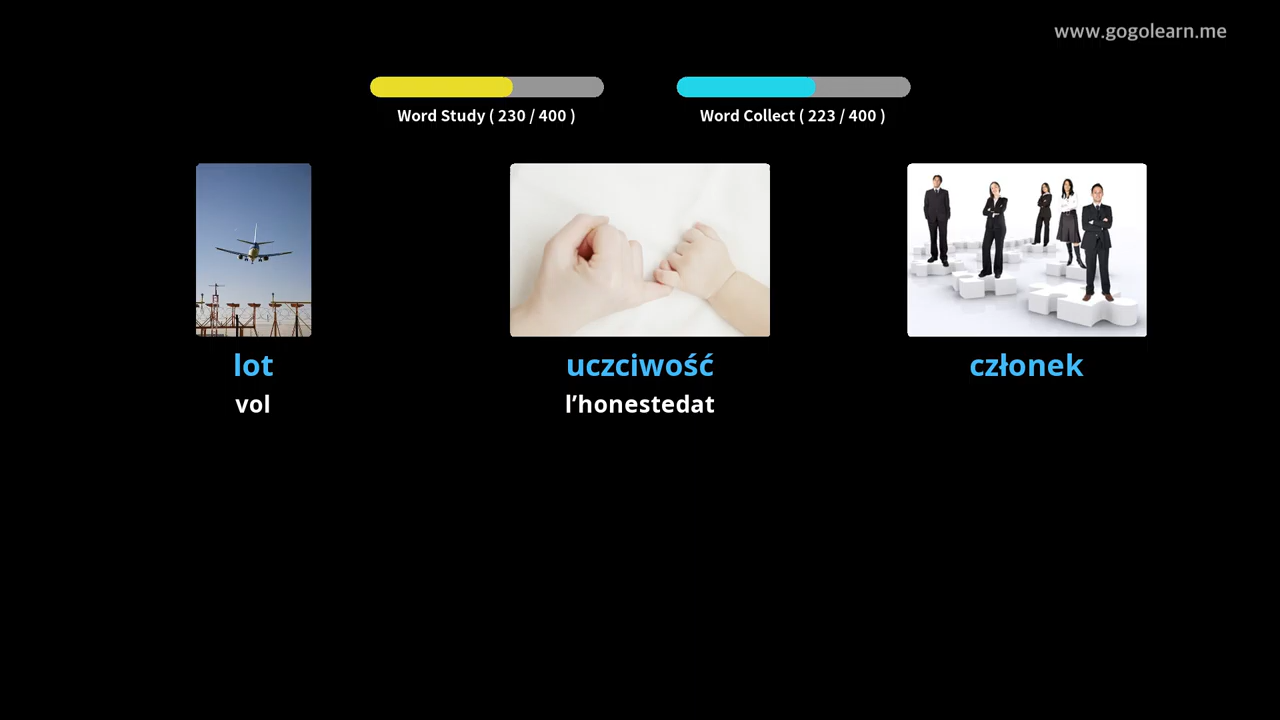 www.gogolearn.me
Word Study ( 230 / 400 )
Word Collect ( 223 / 400 )
lot
vol
uczciwość
l’honestedat
członek